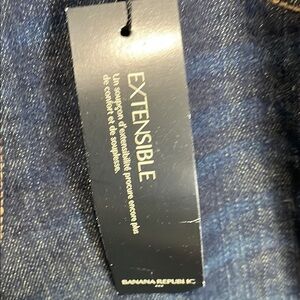 EXTENSIBLE
Un soupçon d'extensibilité procure encore plus
de confort et de souplesse.
BANANA REPUBLIC